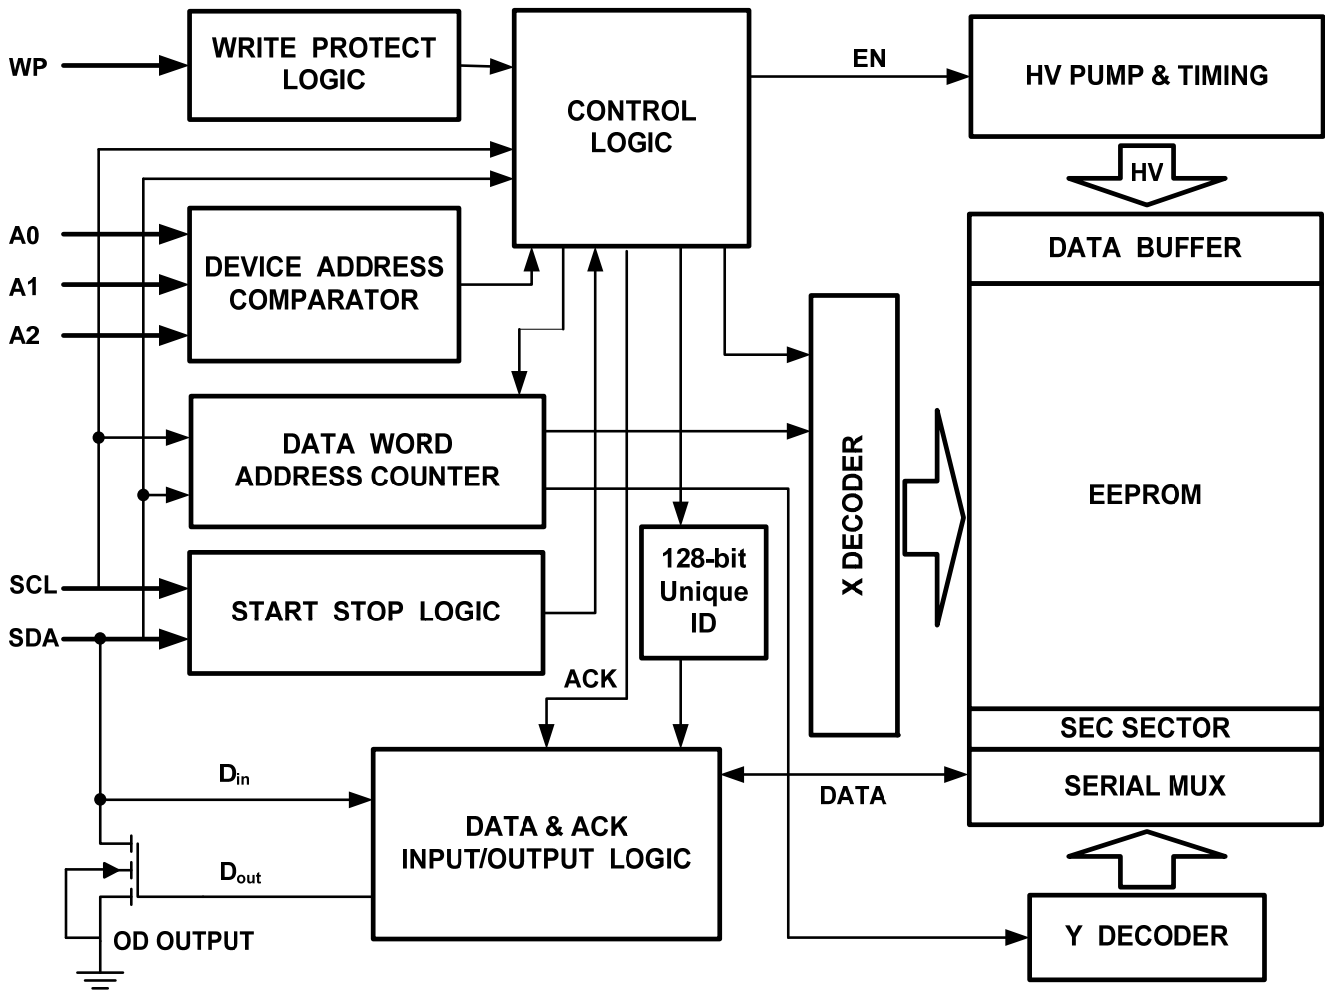 WP
WRITE PROTECT
LOGIC
CONTROL
LOGIC
EN
HV PUMP & TIMING
HV
A0
A1
A2
DEVICE ADDRESS
COMPARATOR
DATA BUFFER
DATA WORD
ADDRESS COUNTER
X DECODER
EEPROM
SCL
SDA
START STOP LOGIC
128-bit
Unique
ID
ACK
SEC SECTOR
SERIAL MUX
Din
DATA
DATA & ACK
INPUT/OUTPUT LOGIC
Dout
OD OUTPUT
Y DECODER